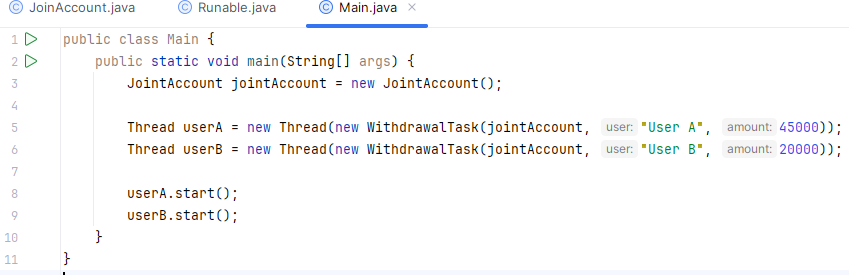 JoinAccount.java Runable.java Main.java ×
1 public class Main {
2 public static void main(String[] args) {
3 JointAccount jointAccount = new JointAccount();
4
5 Thread userA = new Thread(new WithdrawalTask(jointAccount, user: "User A", amount: 45000));
6 Thread userB = new Thread(new WithdrawalTask(jointAccount, user: "User B", amount: 20000));
7
8 userA.start();
9 userB.start();
10 }
11 }